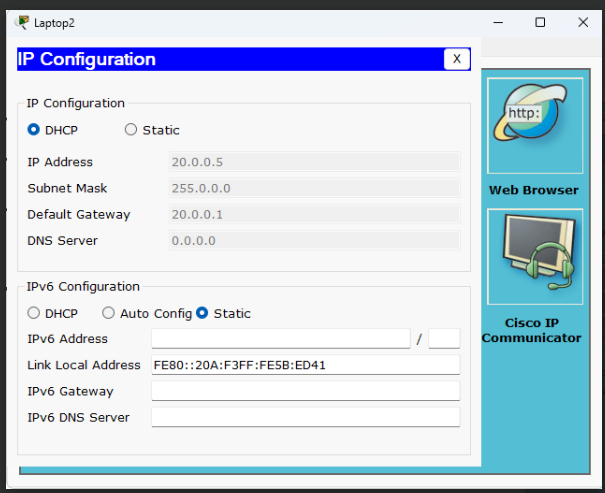 Laptop2
IP Configuration
X
IP Configuration
DHCP Static
IP Address 20.0.0.5
Subnet Mask 255.0.0.0
Default Gateway 20.0.0.1
DNS Server 0.0.0.0
IPv6 Configuration
DHCP Auto Config Static
IPv6 Address /
Link Local Address FE80::20A:F3FF:FE5B:ED41
IPv6 Gateway
IPv6 DNS Server
http:
Web Browser
Cisco IP
Communicator